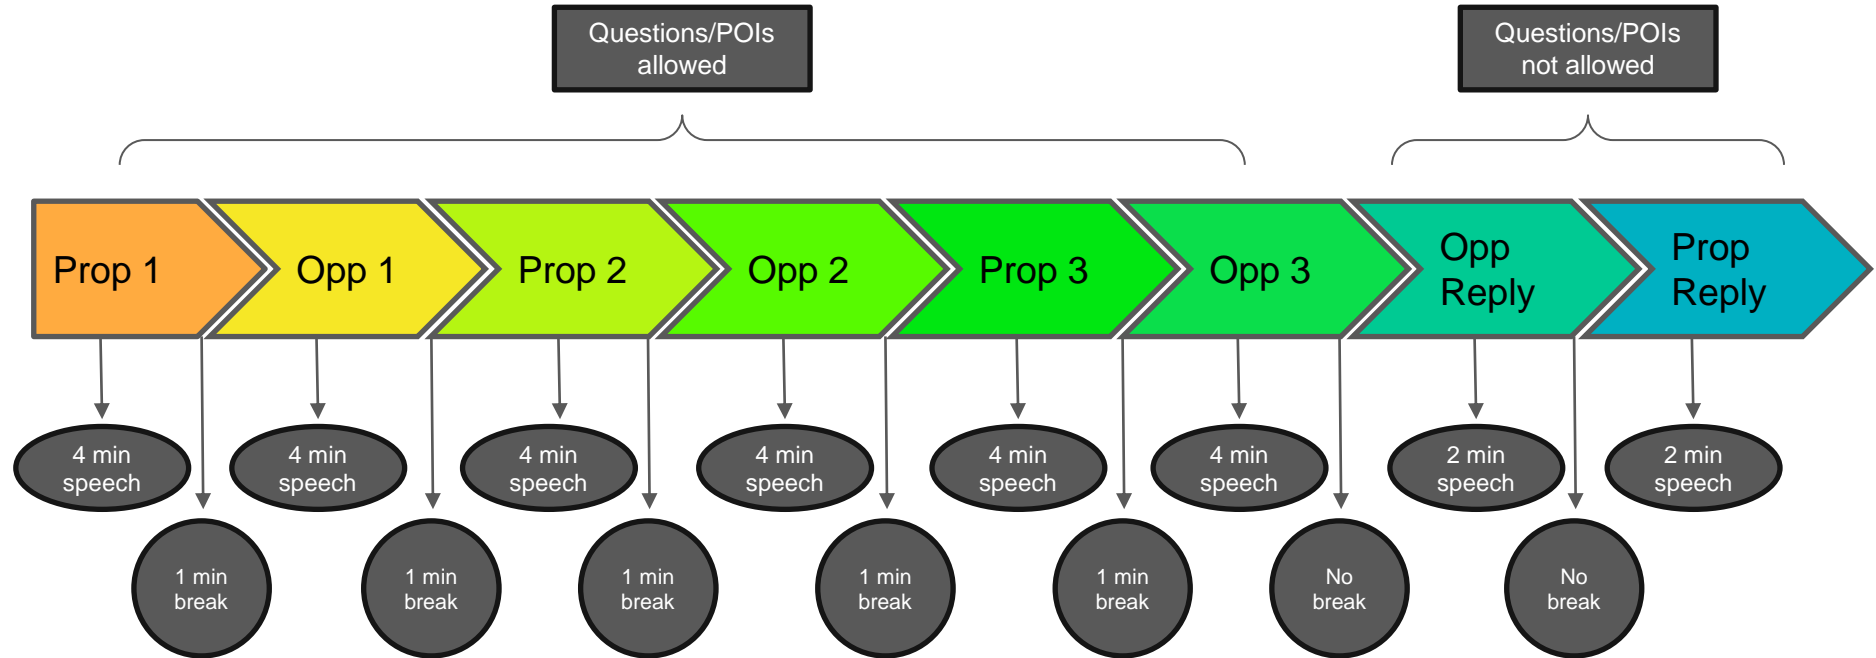 Questions/POIs
allowed
Questions/POIs
not allowed
Prop 1
Opp 1
Prop 2
Opp 2
Prop 3
Opp 3
Opp
Reply
Prop
Reply
4 min
speech
4 min
speech
4 min
speech
4 min
speech
4 min
speech
4 min
speech
2 min
speech
2 min
speech
1 min
break
1 min
break
1 min
break
1 min
break
1 min
break
No
break
No
break